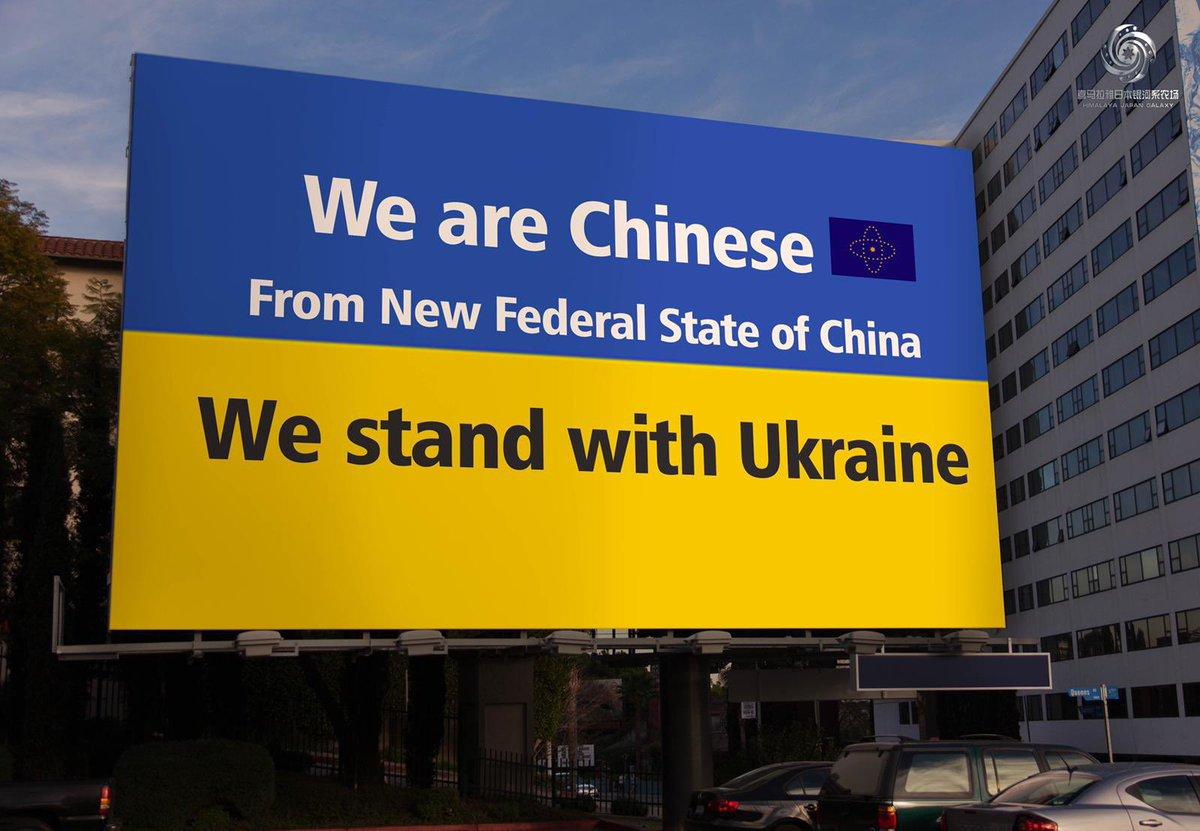 喜马拉雅日本银河系农场
HIMALAYA JAPAN GALAXY
We are Chinese
From New Federal State of China
We stand with Ukraine
Queens